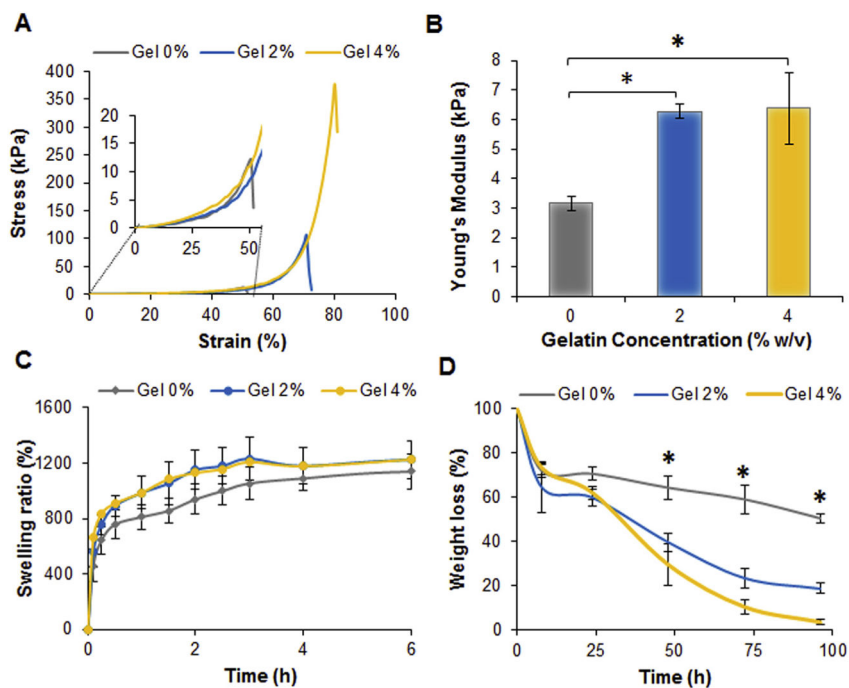 A
Gel 0% Gel 2% Gel 4%
Stress (kPa)
400
350
300
250
200
150
100
50
0
20
15
10
5
0
0 25 50
0 20 40 60 80 100
Strain (%)
B
Young's Modulus (kPa)
8
7
6
5
4
3
2
1
0
* *
0 2 4
Gelatin Concentration (% w/v)
C
Gel 0% Gel 2% Gel 4%
Swelling ratio (%)
1600
1200
800
400
0
0 2 4 6
Time (h)
D
Gel 0% Gel 2% Gel 4%
Weight loss (%)
100
80
60
40
20
0
* * *
0 25 50 75 100
Time (h)